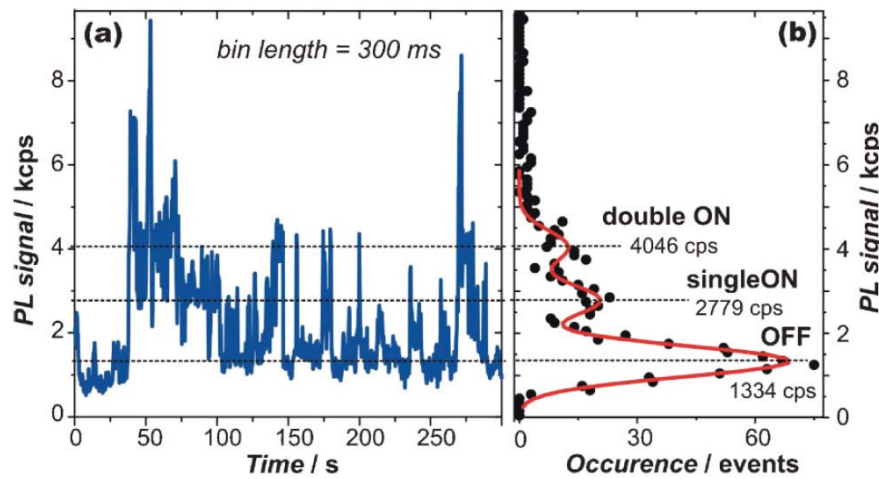 (a)
bin length = 300 ms
PL signal / kcps
8
6
4
2
0
0
50
100
150
200
250
Time / s
(b)
double ON
4046 cps
singleON
2779 cps
OFF
1334 cps
8
6
4
2
0
PL signal / kcps
0
30
60
Occurence / events